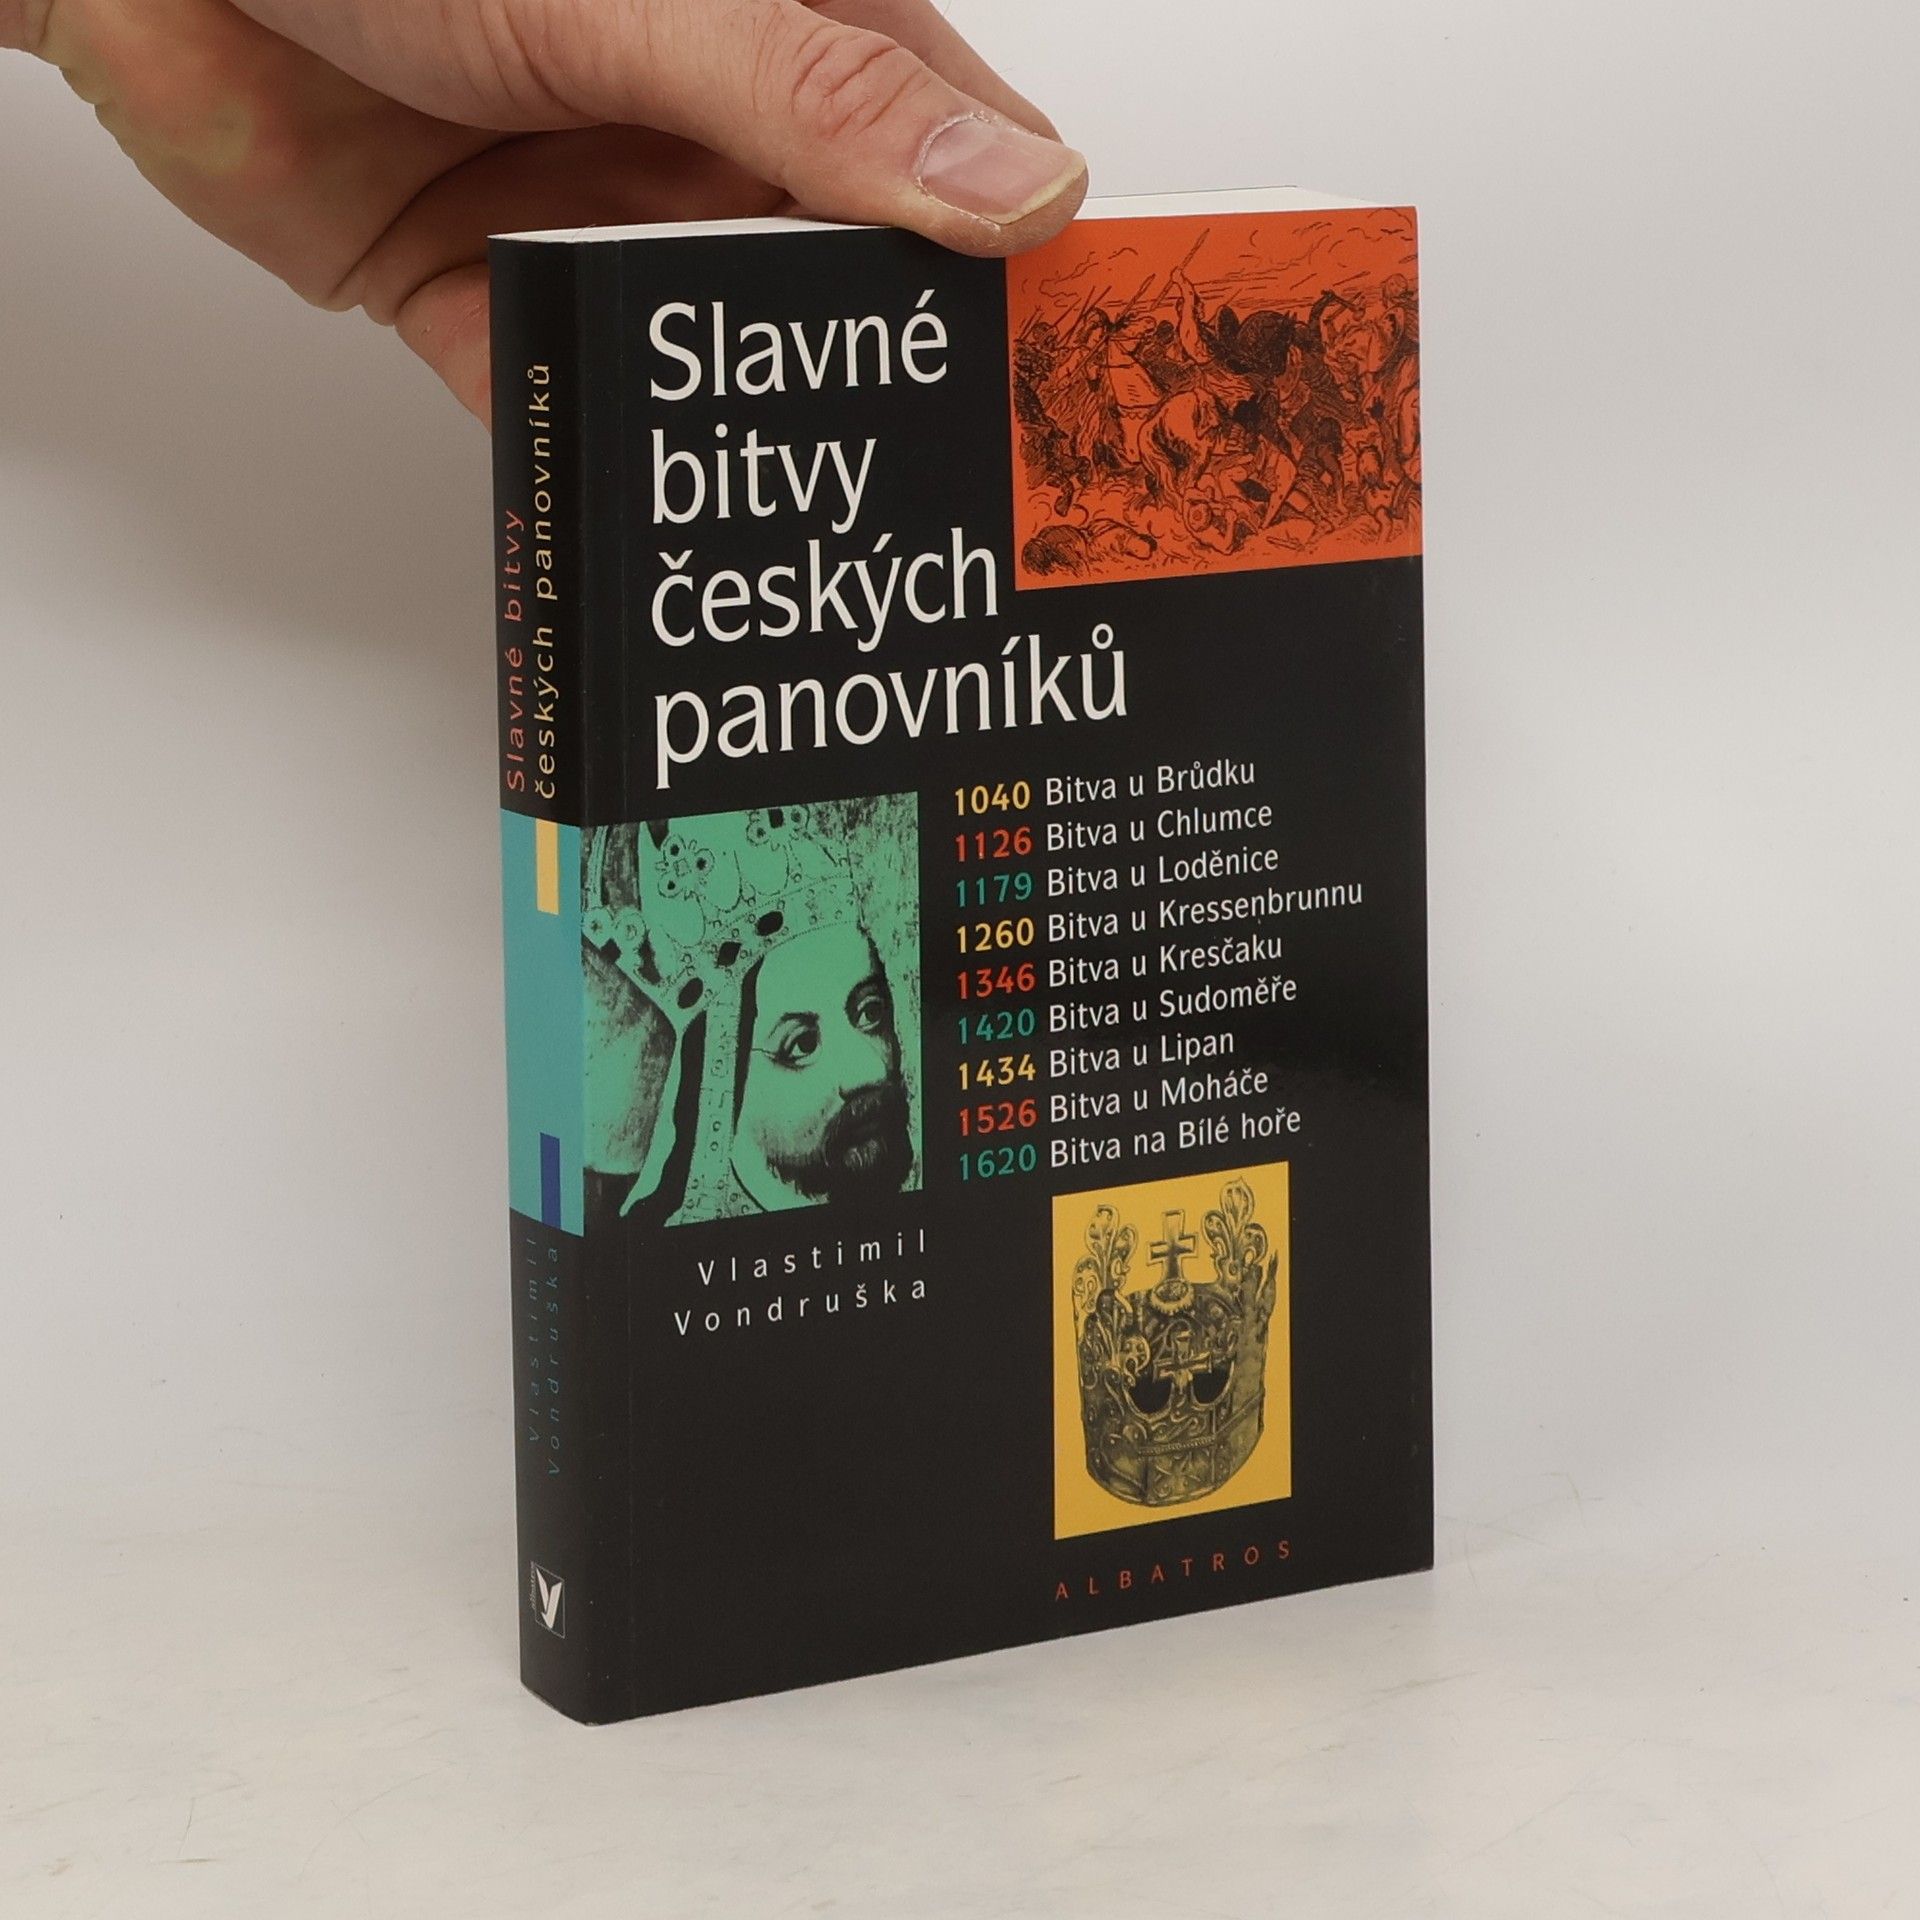 Slavné
bitvy
českých
panovníků
1040 Bitva u Brůdku
1126 Bitva u Chlumce
1179 Bitva u Loděnice
1260 Bitva u Kressenbrunnu
1346 Bitva u Kresčaku
1420 Bitva u Sudoměře
1434 Bitva u Lipan
1526 Bitva u Moháče
1620 Bitva na Bílé hoře
Vlastimil
Vondruška
ALBATROS
Slavné bitvy
českých panovníků
Vlastimil
Vondruška
albatros